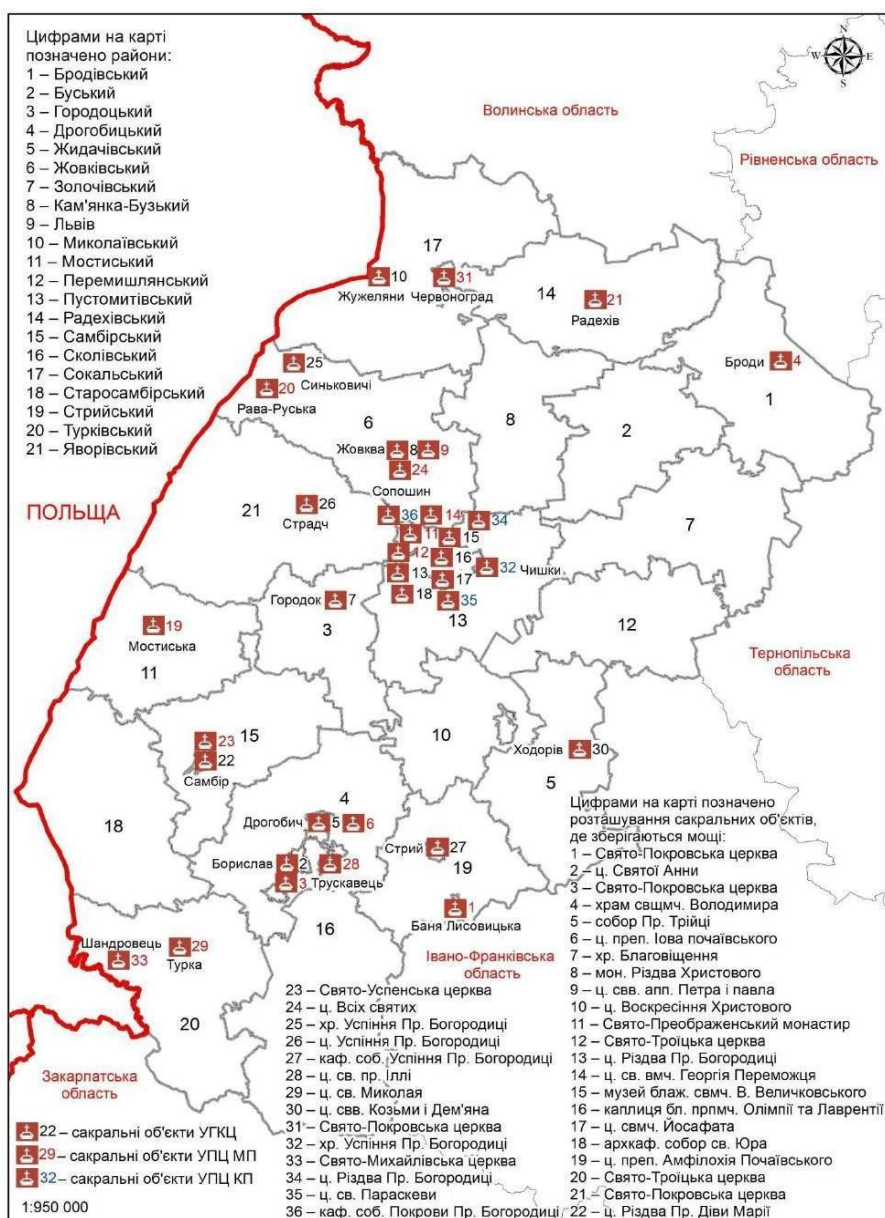 Цифрами на карті
позначено райони:
1 – Бродівський
2 – Буський
3 – Городоцький
4 – Дрогобицький
5 – Жидачівський
6 – Жовківський
7 – Золочівський
8 – Кам'янка-Бузький
9 – Львів
10 – Миколаївський
11 – Мостиський
12 – Перемишлянський
13 – Пустомитівський
14 – Радехівський
15 – Самбірський
16 – Сколівський
17 – Сокальський
18 – Старосамбірський
19 – Стрийський
20 – Турківський
21 – Яворівський
N
W E
S
Волинська область
Рівненська область
17
10
31
Жужеляни
Червоноград
14
21
Радехів
Броди
4
1
25
Синьковичі
20
Рава-Руська
6
8
2
Жовква
8
9
24
Сопошин
ПОЛЬЩА
21
26
Страдч
36
14
34
11
15
7
12
16
32
Чишки
13
17
18
35
13
Городок
7
3
12
19
Мостиська
11
Тернопільська
область
23
15
22
Самбір
10
Ходорів
30
5
18
4
Дрогобич
5
6
Борислав
2
28
3
Трускавець
Стрий
27
19
1
Баня Лисовицька
16
Шандровець
33
29
Турка
20
Івано-Франківська
область
Закарпатська
область
Цифрами на карті позначено
розташування сакральних об'єктів,
де зберігаються мощі:
1 – Свято-Покровська церква
2 – ц. Святої Анни
3 – Свято-Покровська церква
4 – храм свщмч. Володимира
5 – собор Пр. Трійці
6 – ц. преп. Іова почаївського
7 – хр. Благовіщення
8 – мон. Різдва Христового
9 – ц. свв. апп. Петра і павла
10 – ц. Воскресіння Христового
11 – Свято-Преображенський монастир
12 – Свято-Троїцька церква
13 – ц. Різдва Пр. Богородиці
14 – ц. св. вмч. Георгія Переможця
15 – музей блаж. свмч. В. Величковського
16 – каплиця бл. прпмч. Олімпії та Лаврентії
17 – ц. свмч. Йосафата
18 – архкаф. собор св. Юра
19 – ц. преп. Амфілохія Почаївського
20 – Свято-Троїцька церква
21 – Свято-Покровська церква
22 – ц. Різдва Пр. Діви Марії
23 – Свято-Успенська церква
24 – ц. Всіх святих
25 – хр. Успіння Пр. Богородиці
26 – ц. Успіння Пр. Богородиці
27 – каф. соб. Успіння Пр. Богородиці
28 – ц. св. пр. Іллі
29 – ц. св. Миколая
30 – ц. свв. Козьми і Дем'яна
31 – Свято-Покровська церква
32 – хр. Успіння Пр. Богородиці
33 – Свято-Михайлівська церква
34 – ц. Різдва Пр. Богородиці
35 – ц. св. Параскеви
36 – каф. соб. Покрови Пр. Богородиці
22 – сакральні об'єкти УГКЦ
29 – сакральні об'єкти УПЦ МП
32 – сакральні об'єкти УПЦ КП
1:950 000